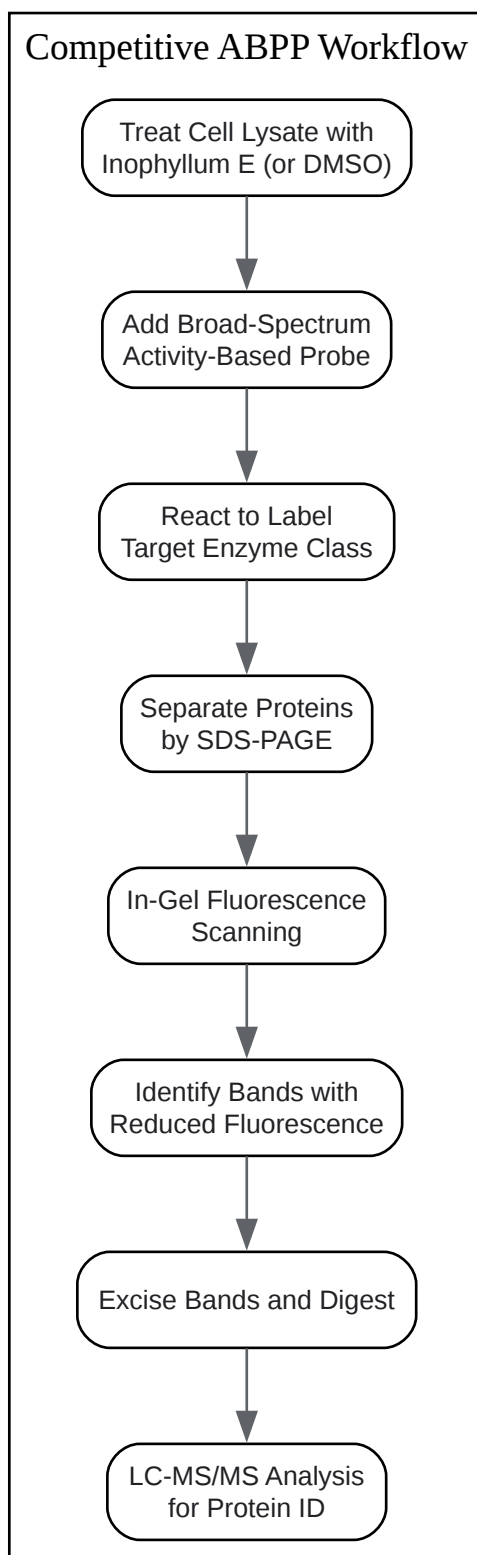 Competitive ABPP Workflow
Treat Cell Lysate with
Inophyllum E (or DMSO)
Add Broad-Spectrum
Activity-Based Probe
React to Label
Target Enzyme Class
Separate Proteins
by SDS-PAGE
In-Gel Fluorescence
Scanning
Identify Bands with
Reduced Fluorescence
Excise Bands and Digest
LC-MS/MS Analysis
for Protein ID